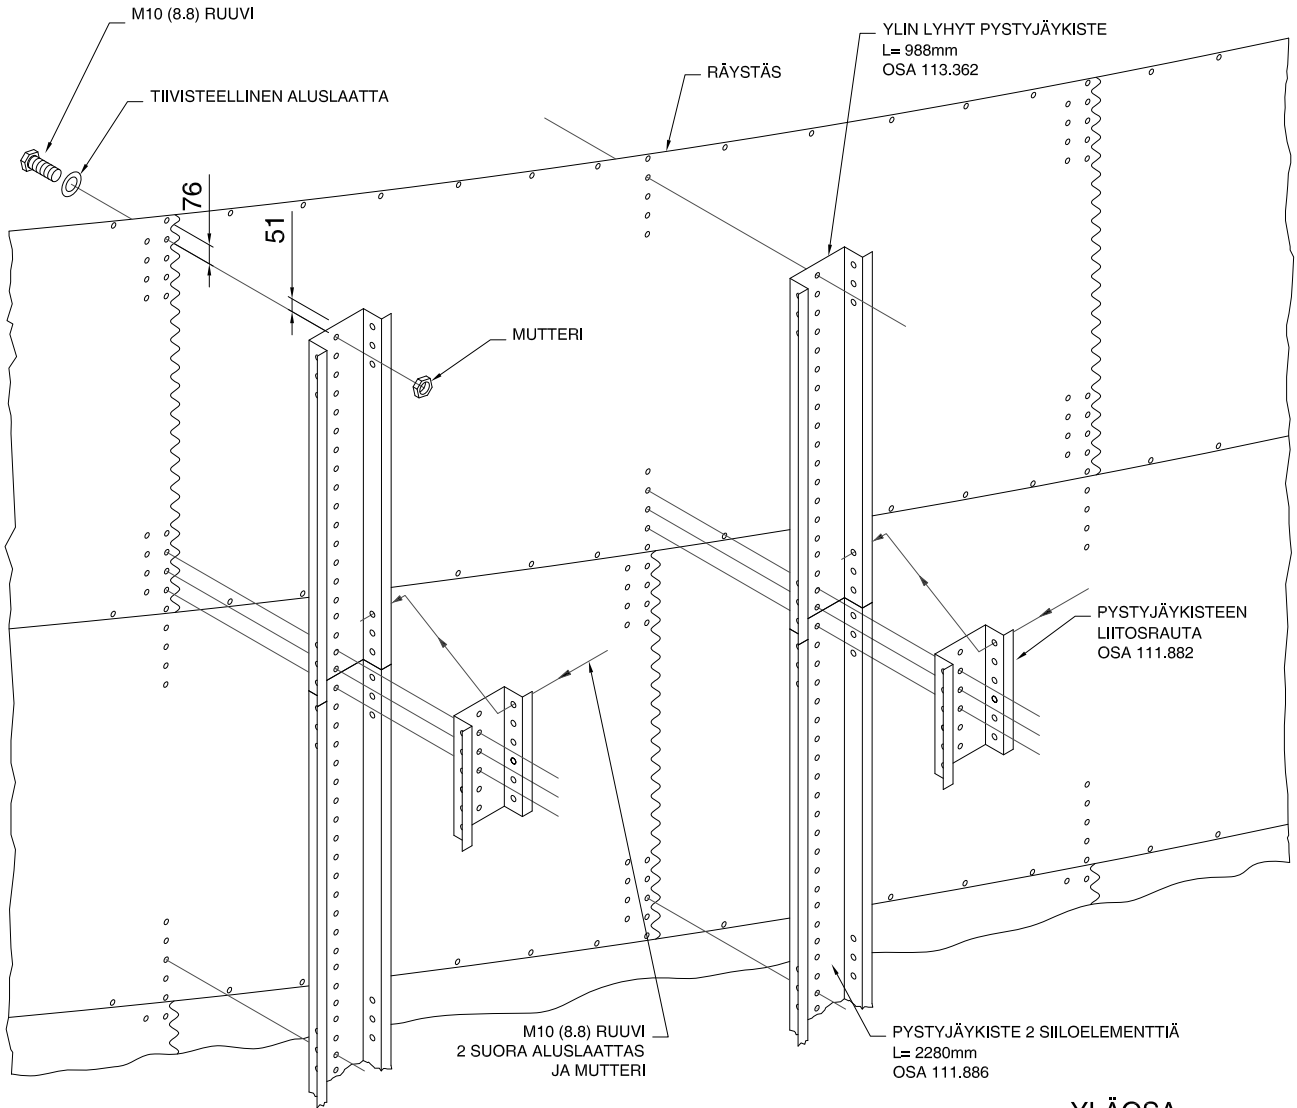 M10 (8.8) RUUVI
TIIVISTEELLINEN ALUSLAATTA
RÄYSTÄS
YLIN LYHYT PYSTYJÄYKISTE
L= 988mm
OSA 113.362
76
51
MUTTERI
PYSTYJÄYKISTEEN
LIITOSRAUTA
OSA 111.882
M10 (8.8) RUUVI
2 SUORA ALUSLAATTAS
JA MUTTERI
PYSTYJÄYKISTE 2 SIILOELEMENTTIÄ
L= 2280mm
OSA 111.886
YLÄOSA